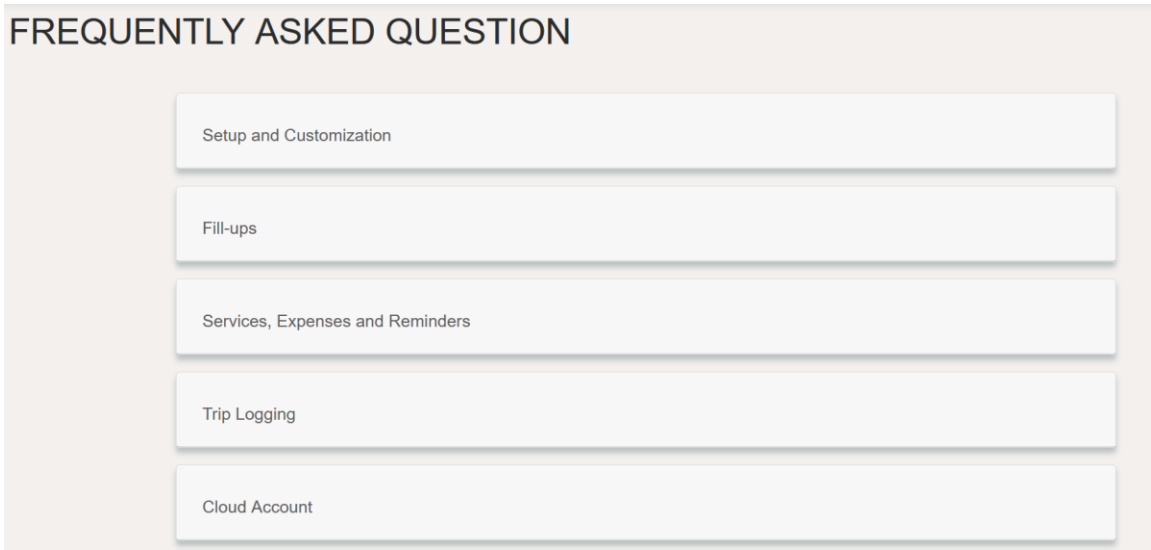 FREQUENTLY ASKED QUESTION
Setup and Customization
Fill-ups
Services, Expenses and Reminders
Trip Logging
Cloud Account